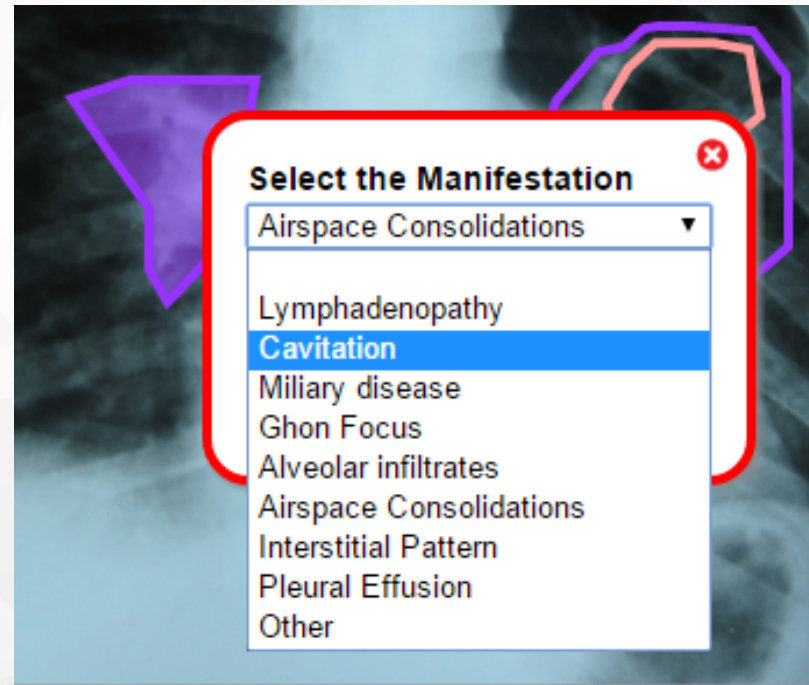 Select the Manifestation
Airspace Consolidations
Lymphadenopathy
Cavitation
Miliary disease
Ghon Focus
Alveolar infiltrates
Airspace Consolidations
Interstitial Pattern
Pleural Effusion
Other